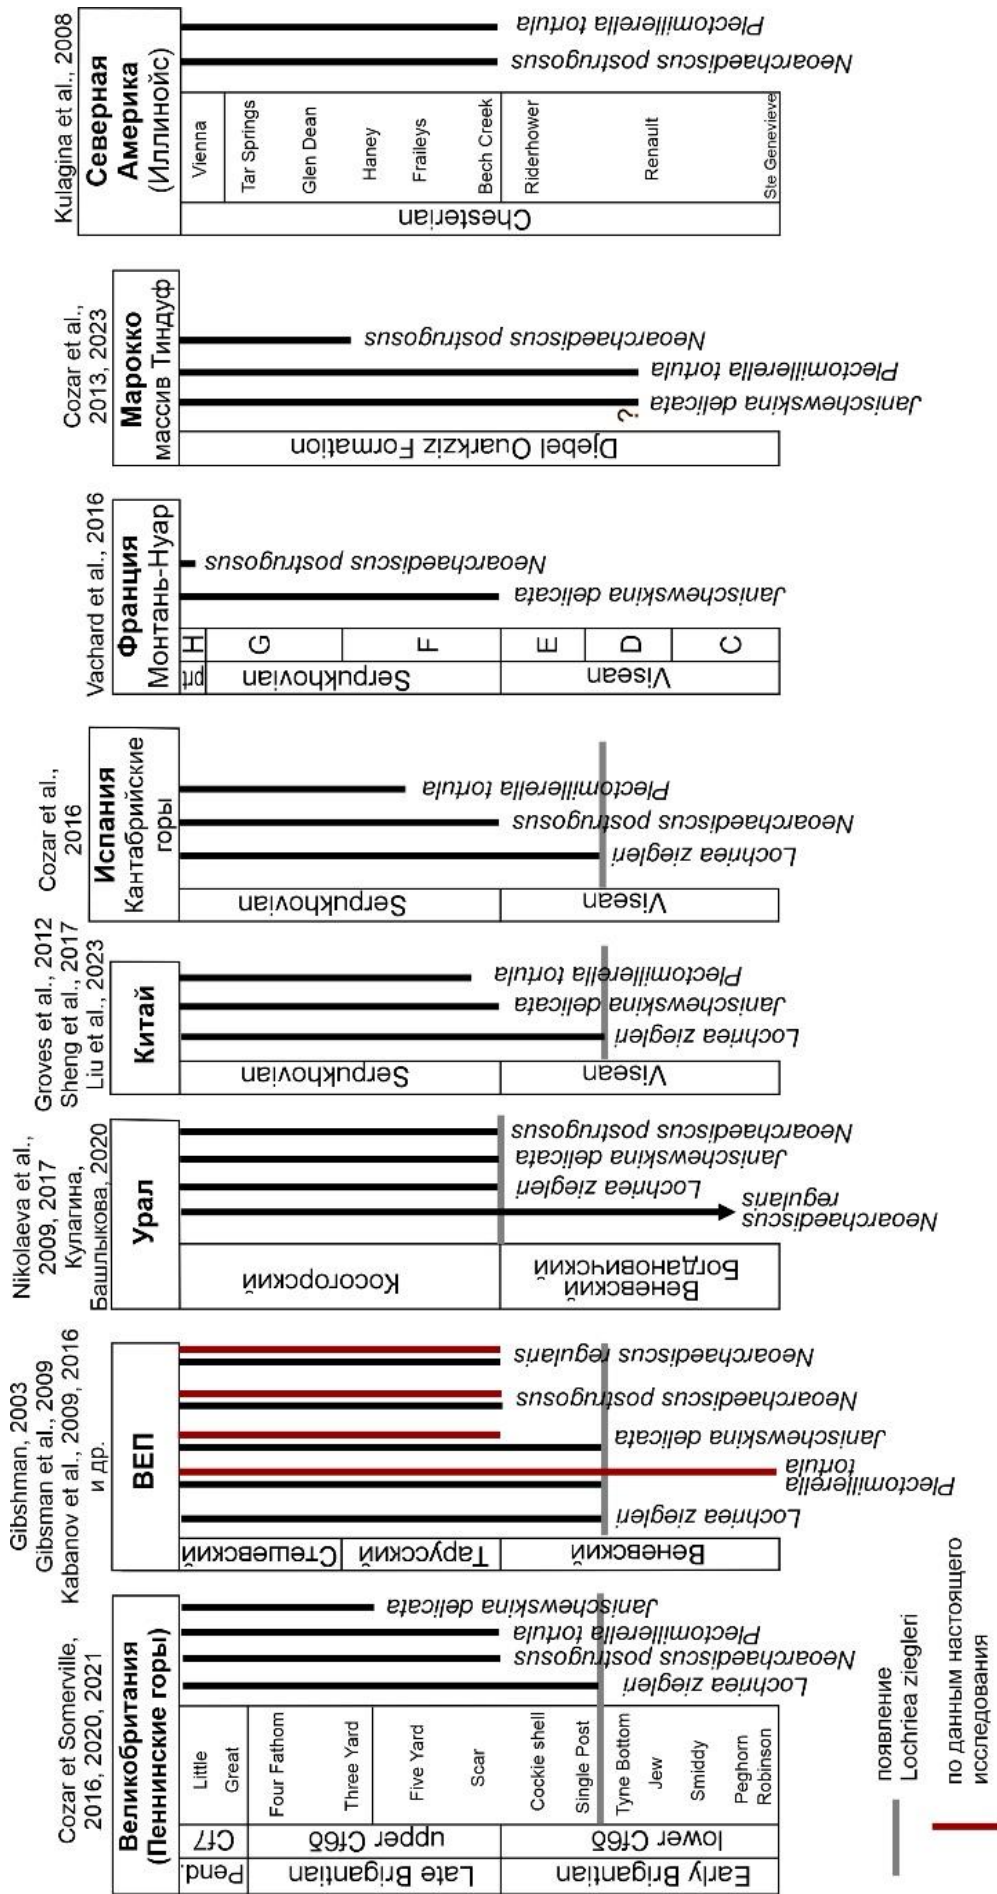 Cozar et Somerville,
2016, 2020, 2021
Великобритания
(Пеннинские горы)
Pend.
Late Brigantian
Early Brigantian
Cf7
upper Cf6δ
lower Cf6δ
Little
Great
Four Fathom
Three Yard
Five Yard
Scar
Cockie shell
Single Post
Tyne Bottom
Jew
Smiddy
Peghorn
Robinson
Lochriea ziegleri
Neoarchaediscus postrugosus
Plectomillerella tortula
Janischewskina delicata
Gibshman, 2003
Gibsman et al., 2009
Kabanov et al., 2009, 2016
и др.
ВЕП
Стешевский
Тарусский
Веневский
Lochriea ziegleri
Plectomillerella
tortula
Janischewskina delicata
Neoarchaediscus postrugosus
Neoarchaediscus regularis
Nikolaeva et al.,
2009, 2017
Кулагина,
Башлыкова, 2020
Урал
Косогорский
Веневский
Богдановичский
Neoarchaediscus
regularis
Lochriea ziegleri
Janischewskina delicata
Neoarchaediscus postrugosus
Groves et al., 2012
Sheng et al., 2017
Liu et al., 2023
Китай
Serpukhovian
Visean
Lochriea ziegleri
Janischewskina delicata
Plectomillerella tortula
Cozar et al.,
2016
Испания
Кантабрийские
горы
Serpukhovian
Visean
Lochriea ziegleri
Neoarchaediscus postrugosus
Plectomillerella tortula
Vachard et al., 2016
Франция
Монтань-Нуар
prt
Serpukhovian
Visean
H
G
F
E
D
C
Janischewskina delicata
Neoarchaediscus postrugosus
Cozar et al.,
2013, 2023
Марокко
массив Тиндуф
Djebel Ouarkziz Formation
?
Janischewskina delicata
Plectomillerella tortula
Neoarchaediscus postrugosus
Kulagina et al., 2008
Северная
Америка
(Иллинойс)
Chesterian
Vienna
Tar Springs
Glen Dean
Haney
Fraileys
Bech Creek
Riderhower
Renault
Ste Genevieve
Neoarchaediscus postrugosus
Plectomillerella tortula
появление
Lochriea ziegleri
по данным настоящего
исследования